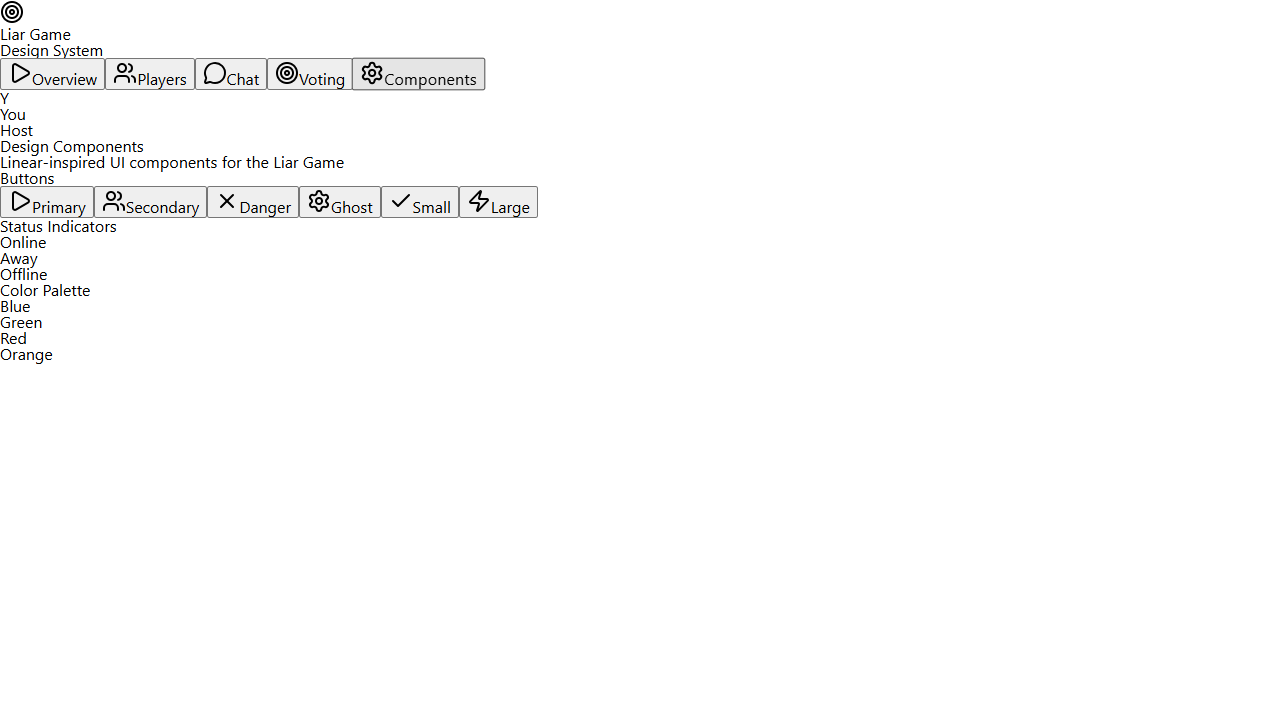 Liar Game
Design System
Overview Players Chat Voting Components
Y
You
Host
Design Components
Linear-inspired UI components for the Liar Game
Buttons
Primary Secondary Danger Ghost Small Large
Status Indicators
Online
Away
Offline
Color Palette
Blue
Green
Red
Orange